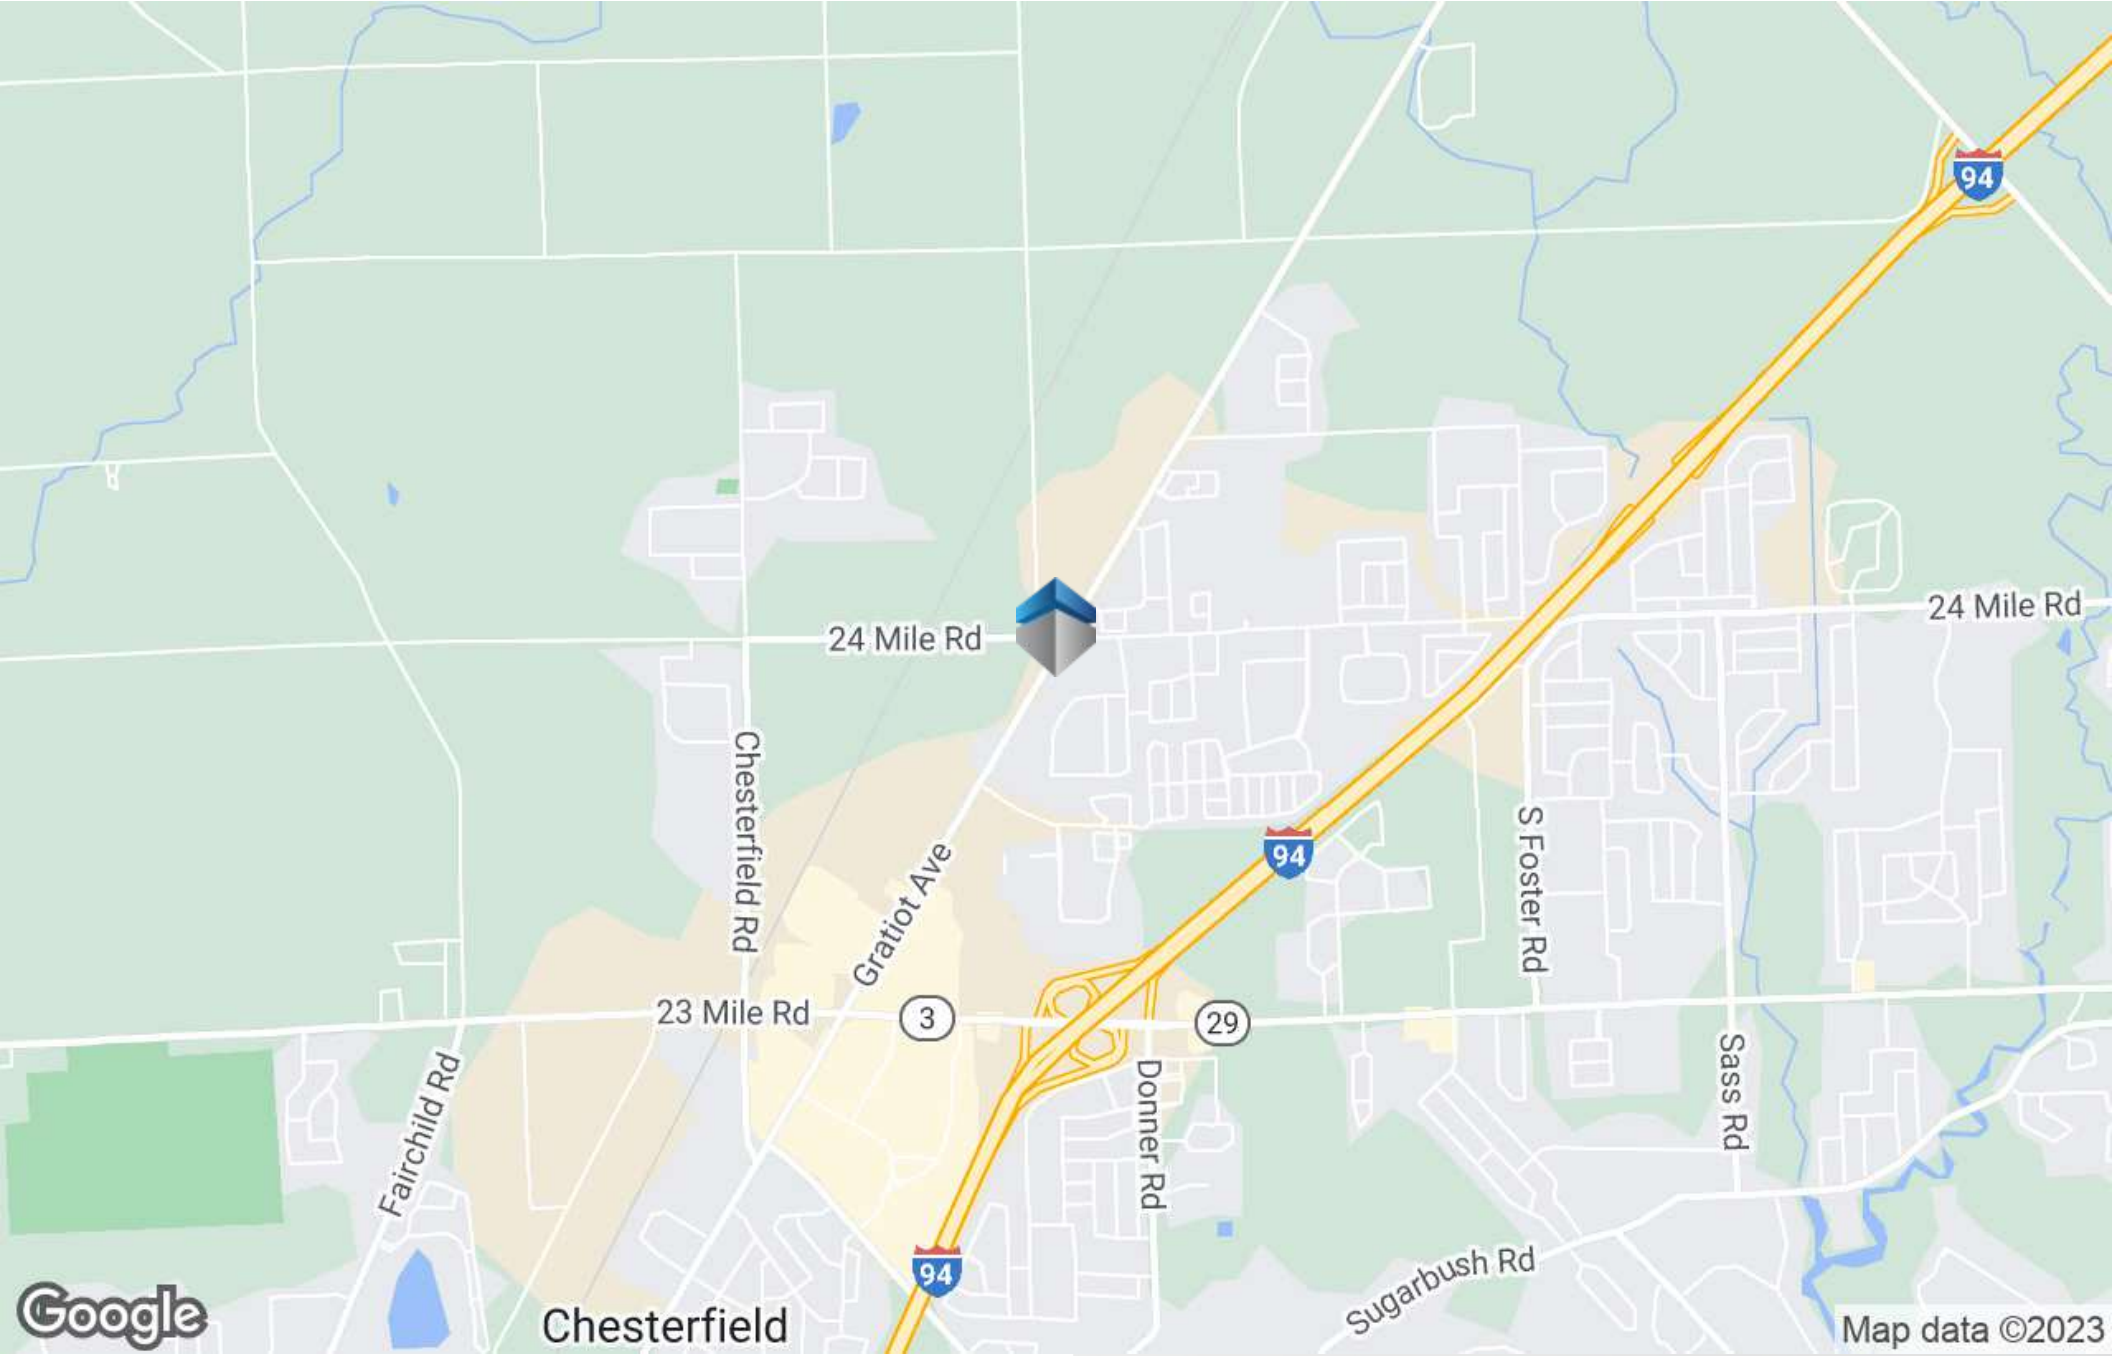 94
24 Mile Rd
24 Mile Rd
Chesterfield Rd
Gratiot Ave
94
S Foster Rd
23 Mile Rd
3
29
Fairchild Rd
Donner Rd
Sass Rd
94
Sugarbush Rd
Google
Chesterfield
Map data ©2023